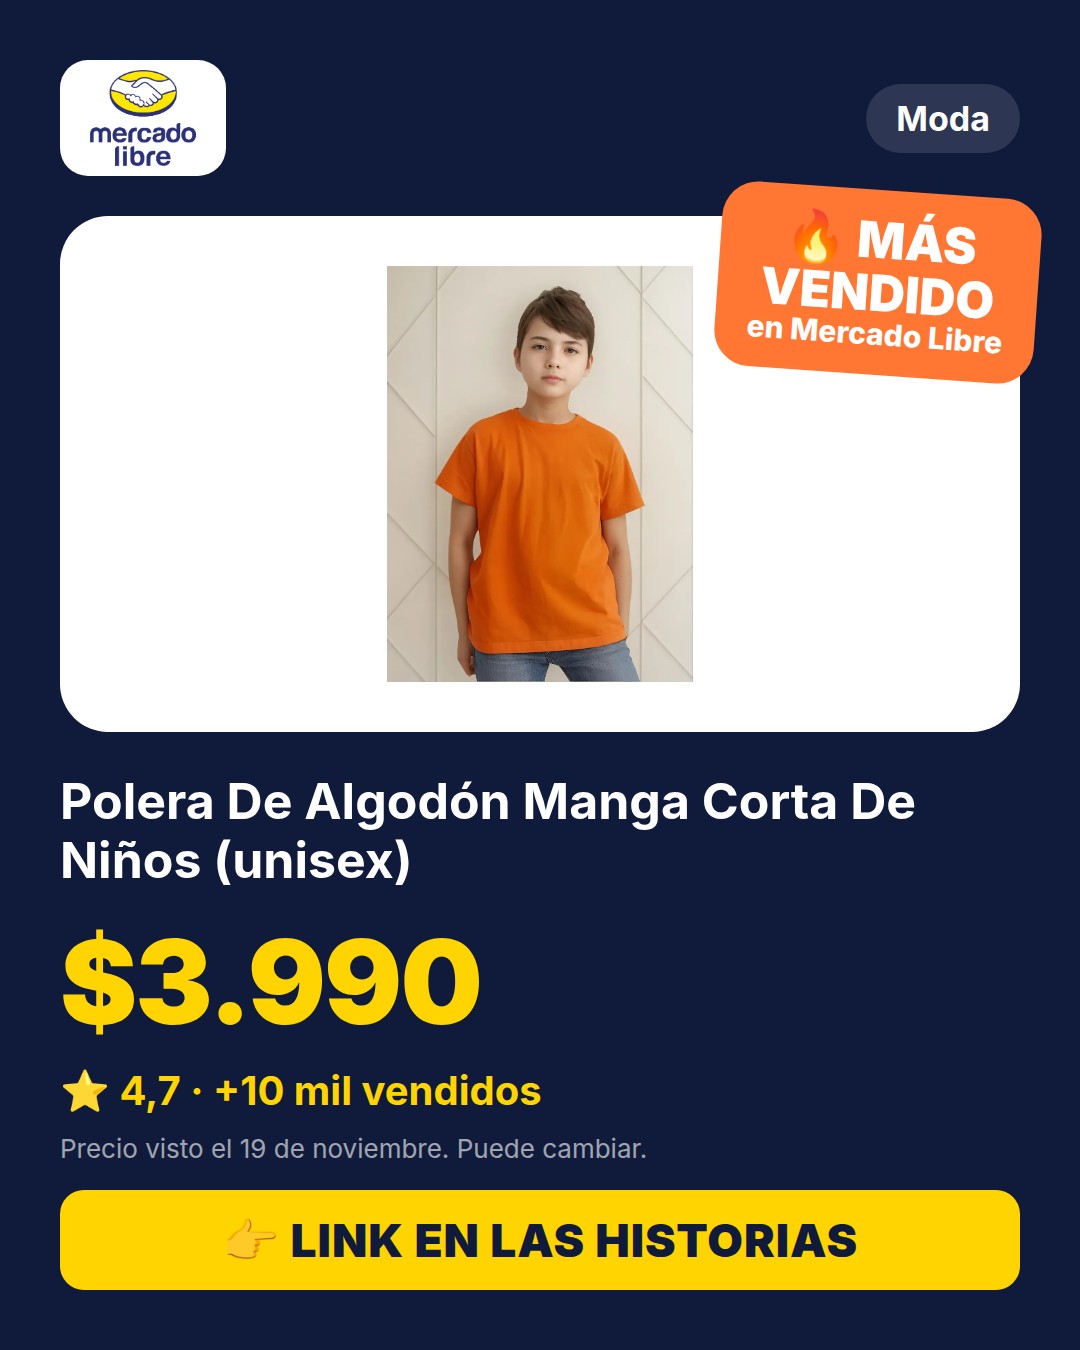 mercado
libre
Moda
🔥 MÁS
VENDIDO
en Mercado Libre
Polera De Algodón Manga Corta De
Niños (unisex)
$3.990
⭐ 4,7 · +10 mil vendidos
Precio visto el 19 de noviembre. Puede cambiar.
👉 LINK EN LAS HISTORIAS